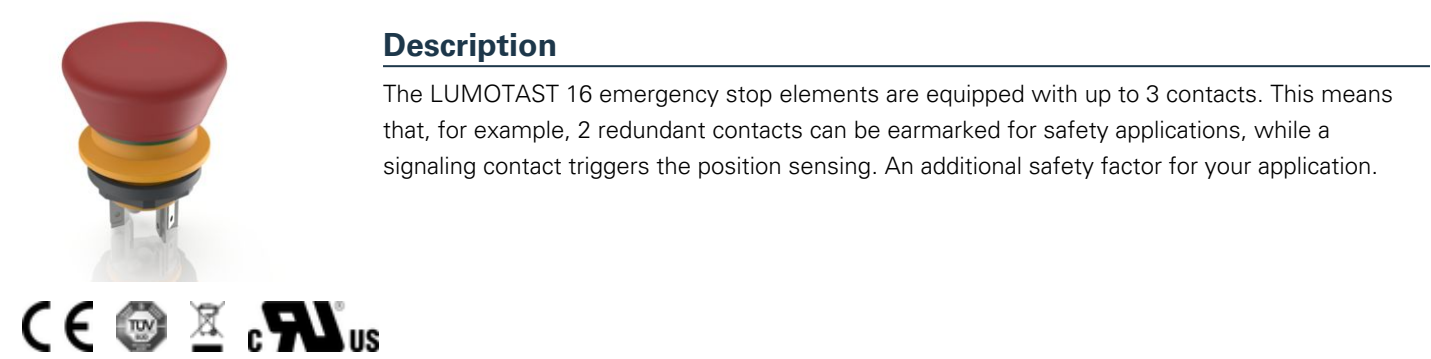 Description
The LUMOTAST 16 emergency stop elements are equipped with up to 3 contacts. This means
that, for example, 2 redundant contacts can be earmarked for safety applications, while a
signaling contact triggers the position sensing. An additional safety factor for your application.
CE TÜV SÜD c RU ® US